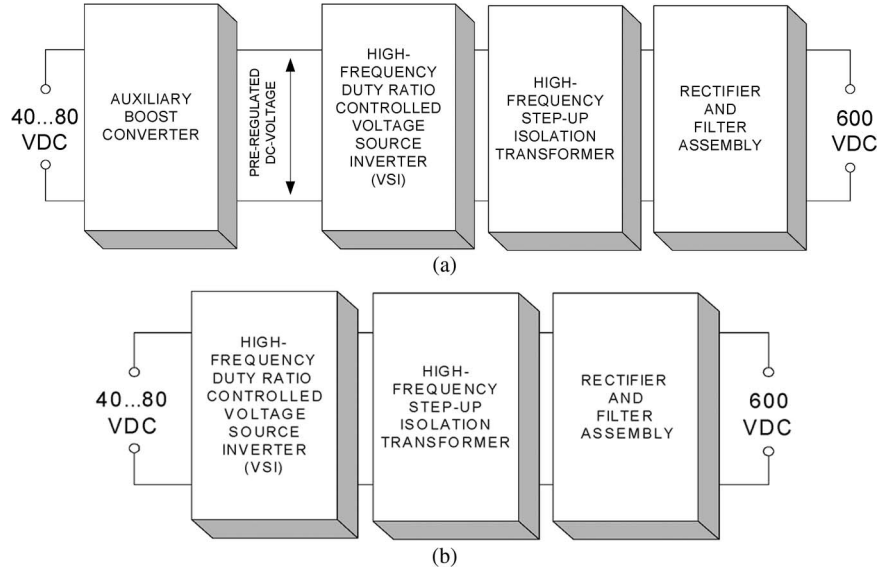 40...80
VDC
AUXILIARY
BOOST
CONVERTER
PRE-REGULATED
DC-VOLTAGE
HIGH-
FREQUENCY
DUTY RATIO
CONTROLLED
VOLTAGE
SOURCE
INVERTER
(VSI)
HIGH-
FREQUENCY
STEP-UP
ISOLATION
TRANSFORMER
RECTIFIER
AND
FILTER
ASSEMBLY
600
VDC
(a)
40...80
VDC
HIGH-
FREQUENCY
DUTY RATIO
CONTROLLED
VOLTAGE
SOURCE
INVERTER
(VSI)
HIGH-
FREQUENCY
STEP-UP
ISOLATION
TRANSFORMER
RECTIFIER
AND
FILTER
ASSEMBLY
600
VDC
(b)